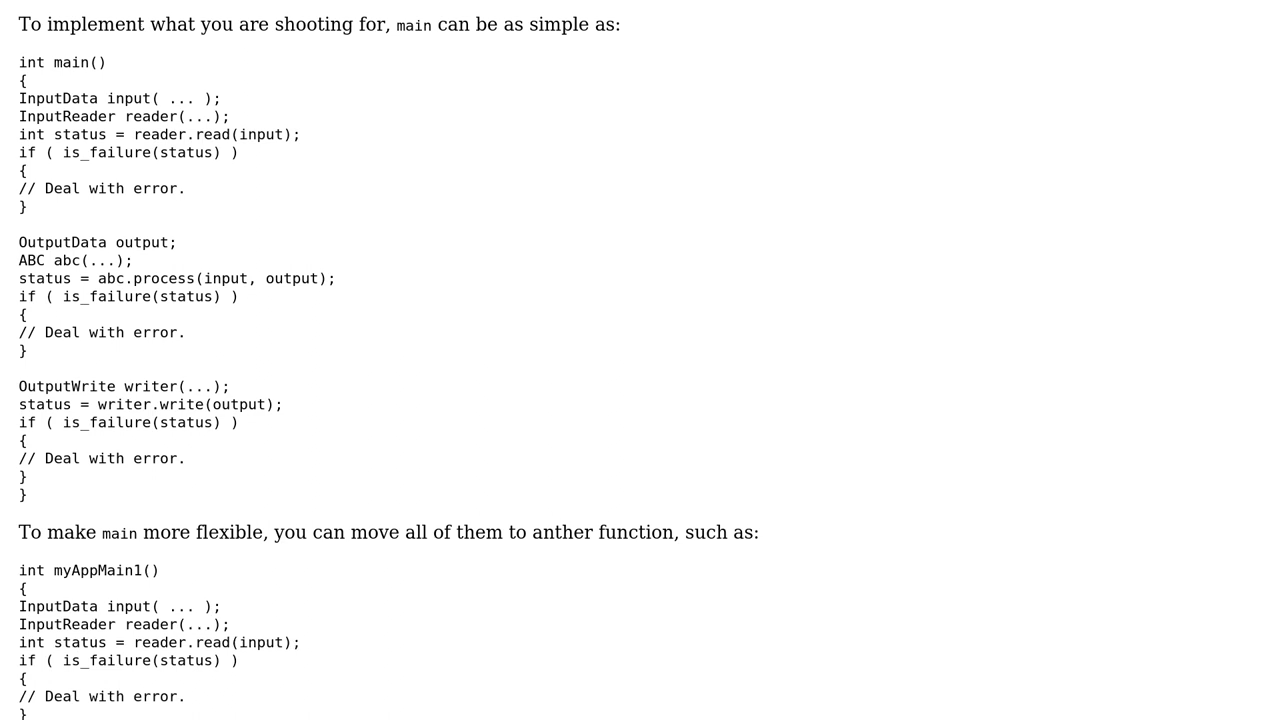 To implement what you are shooting for, main can be as simple as:
int main()
{
InputData input( ... );
InputReader reader(...);
int status = reader.read(input);
if ( is_failure(status) )
{
// Deal with error.
}
OutputData output;
ABC abc(...);
status = abc.process(input, output);
if ( is_failure(status) )
{
// Deal with error.
}
OutputWrite writer(...);
status = writer.write(output);
if ( is_failure(status) )
{
// Deal with error.
}
}
To make main more flexible, you can move all of them to anther function, such as:
int myAppMain1()
{
InputData input( ... );
InputReader reader(...);
int status = reader.read(input);
if ( is_failure(status) )
{
// Deal with error.
}